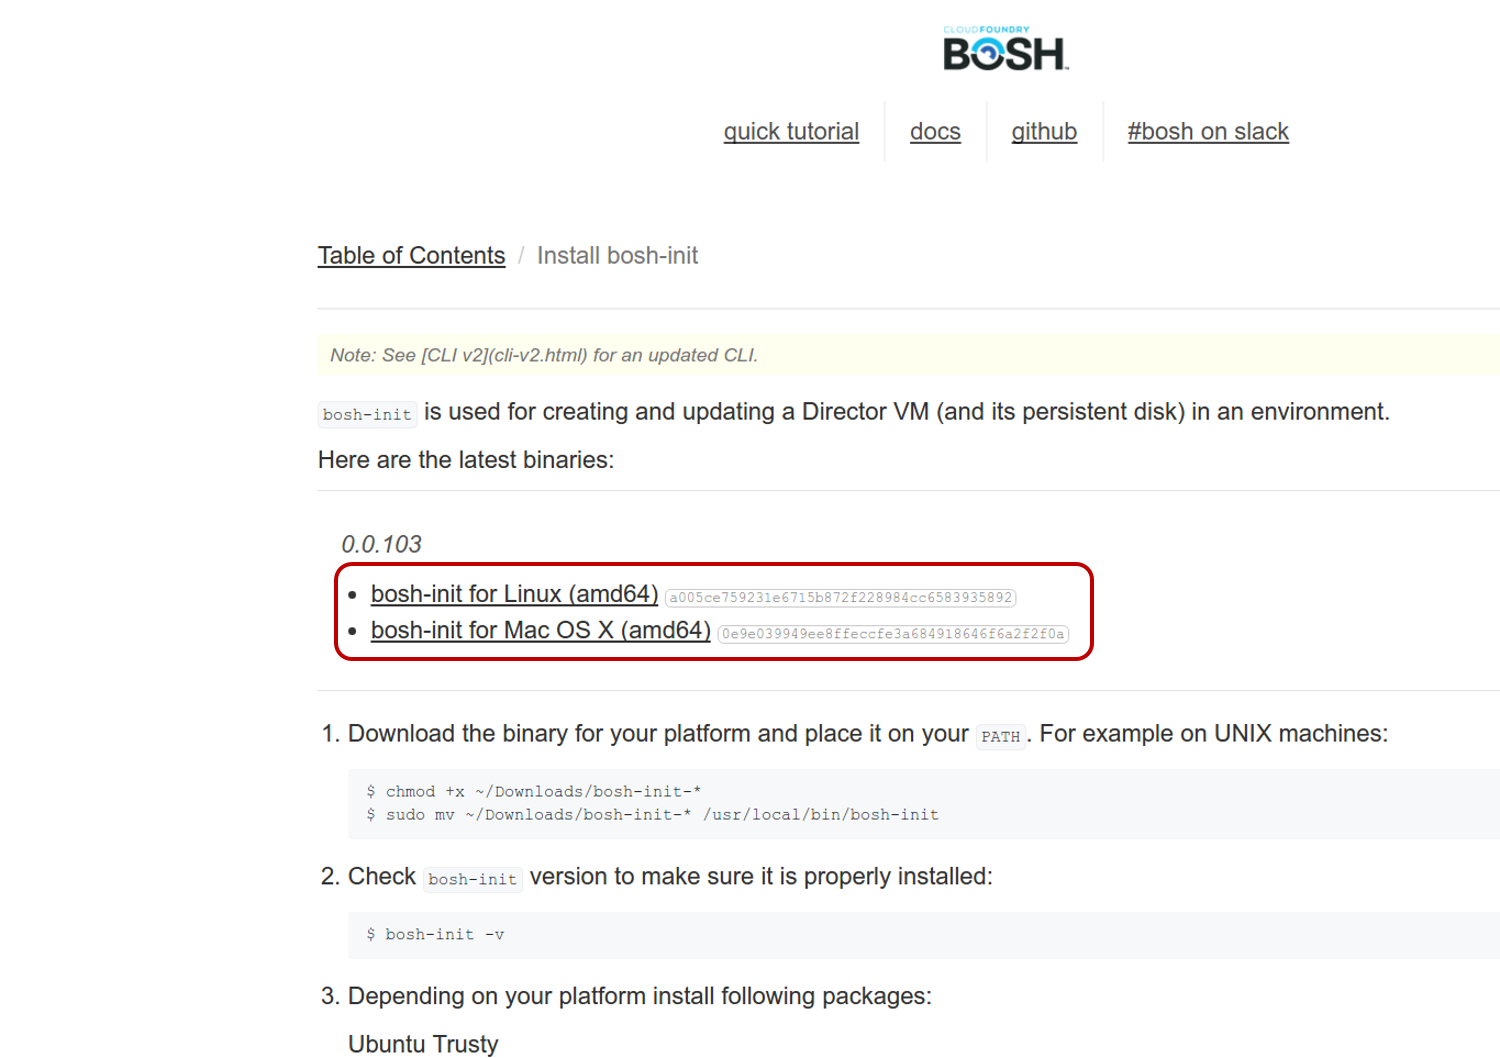 CLOUDFOUNDRY
BOSH™
quick tutorial docs github #bosh on slack
Table of Contents / Install bosh-init
Note: See [CLI v2](cli-v2.html) for an updated CLI.
bosh-init is used for creating and updating a Director VM (and its persistent disk) in an environment.
Here are the latest binaries:
0.0.103
• bosh-init for Linux (amd64) a005ce759231e6715b872f228984cc6583935892
• bosh-init for Mac OS X (amd64) 0e9e039949ee8ffeccfe3a684918646f6a2f2f0a
1. Download the binary for your platform and place it on your PATH. For example on UNIX machines:
$ chmod +x ~/Downloads/bosh-init-*
$ sudo mv ~/Downloads/bosh-init-* /usr/local/bin/bosh-init
2. Check bosh-init version to make sure it is properly installed:
$ bosh-init -v
3. Depending on your platform install following packages:
Ubuntu Trusty